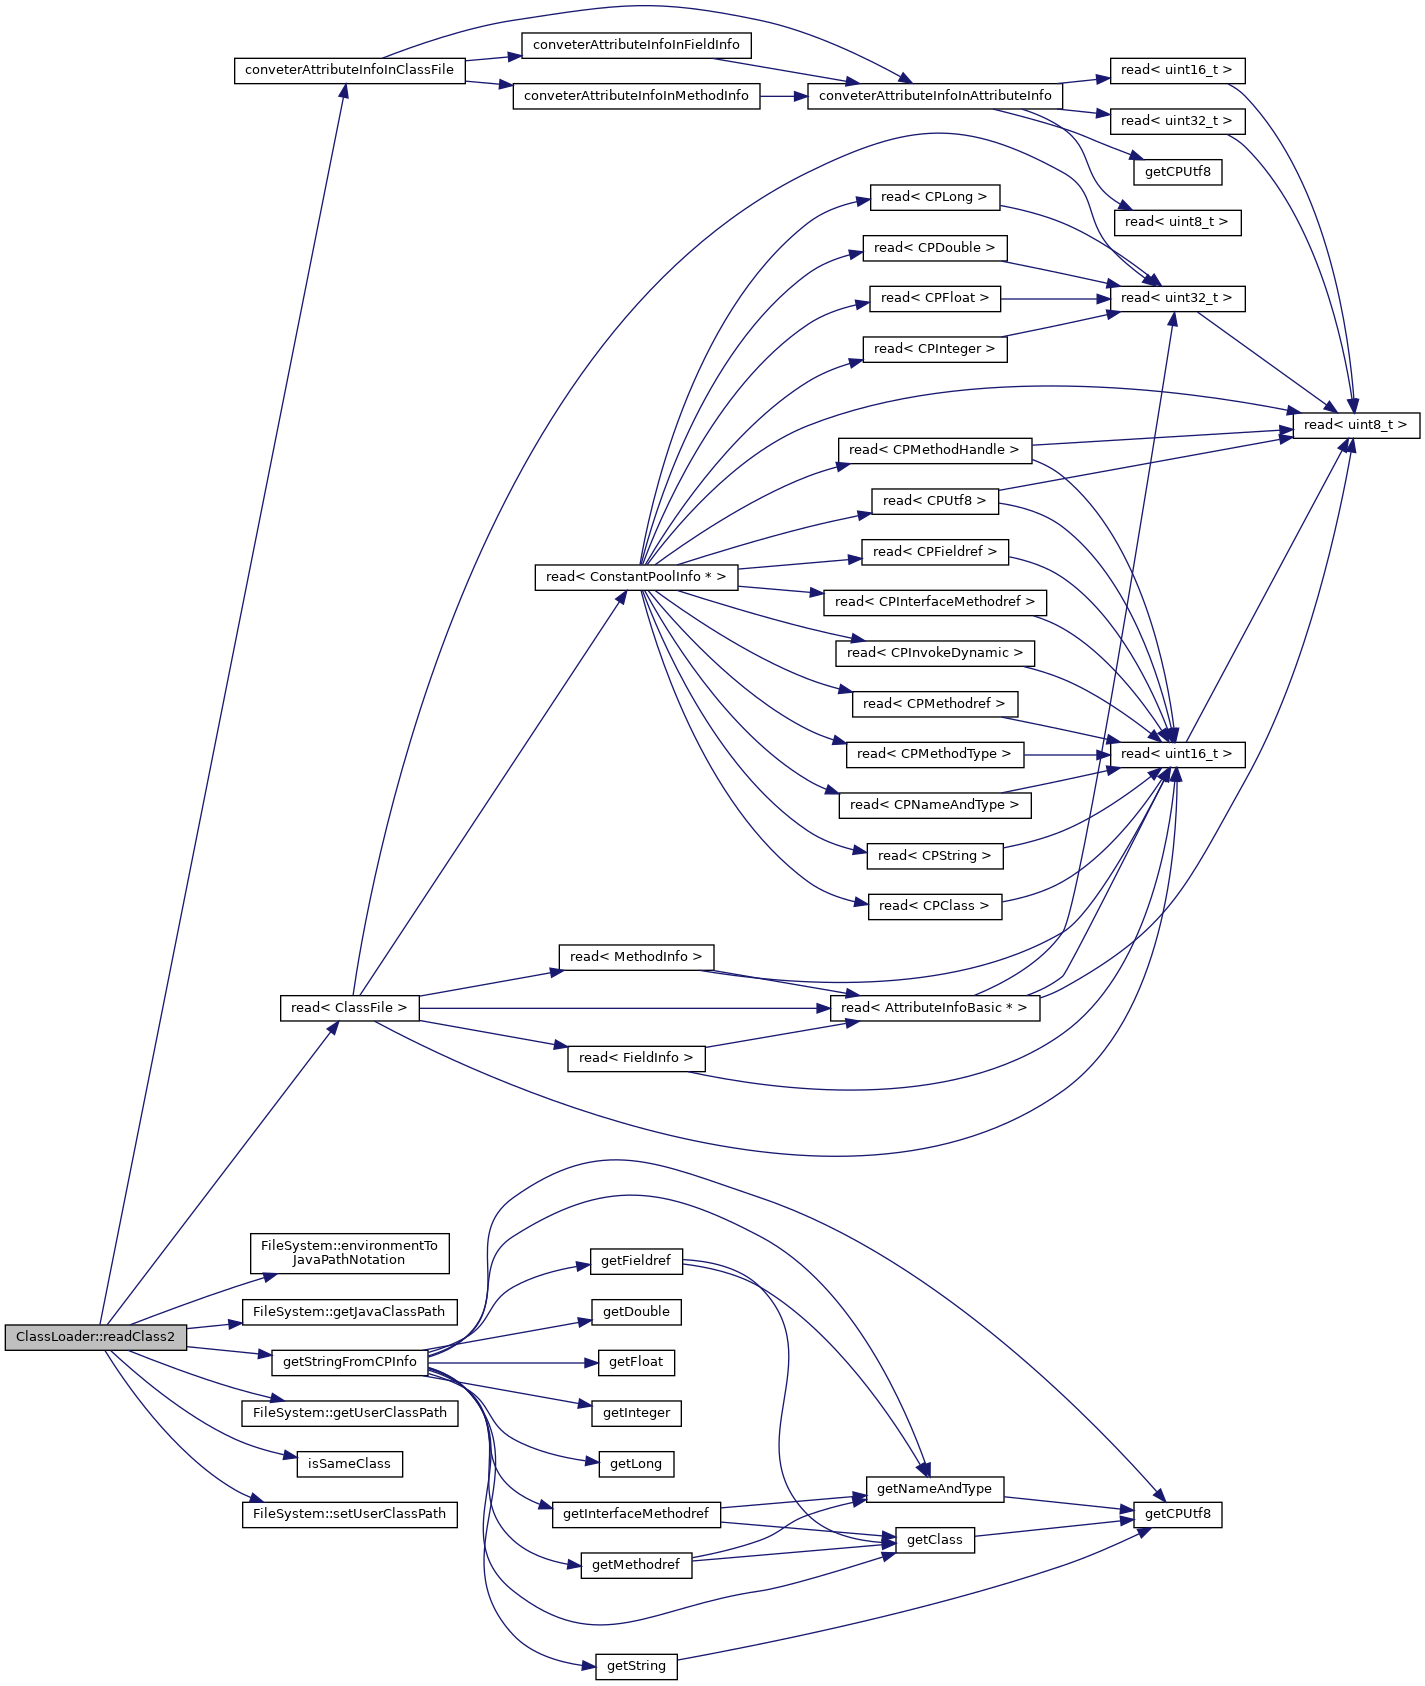 conveterAttributeInfoInFieldInfo
conveterAttributeInfoInClassFile
read< uint16_t >
conveterAttributeInfoInMethodInfo
conveterAttributeInfoInAttributeInfo
read< uint32_t >
getCPUtf8
read< CPLong >
read< uint8_t >
read< CPDouble >
read< CPFloat >
read< uint32_t >
read< CPInteger >
read< uint8_t >
read< CPMethodHandle >
read< CPUtf8 >
read< CPFieldref >
read< ConstantPoolInfo * >
read< CPInterfaceMethodref >
read< CPInvokeDynamic >
read< CPMethodref >
read< CPMethodType >
read< uint16_t >
read< CPNameAndType >
read< CPString >
read< CPClass >
read< MethodInfo >
read< ClassFile >
read< AttributeInfoBasic * >
read< FieldInfo >
FileSystem::environmentTo
JavaPathNotation
getFieldref
FileSystem::getJavaClassPath
getDouble
ClassLoader::readClass2
getStringFromCPInfo
getFloat
FileSystem::getUserClassPath
getInteger
isSameClass
getLong
getNameAndType
FileSystem::setUserClassPath
getInterfaceMethodref
getCPUtf8
getClass
getMethodref
getString